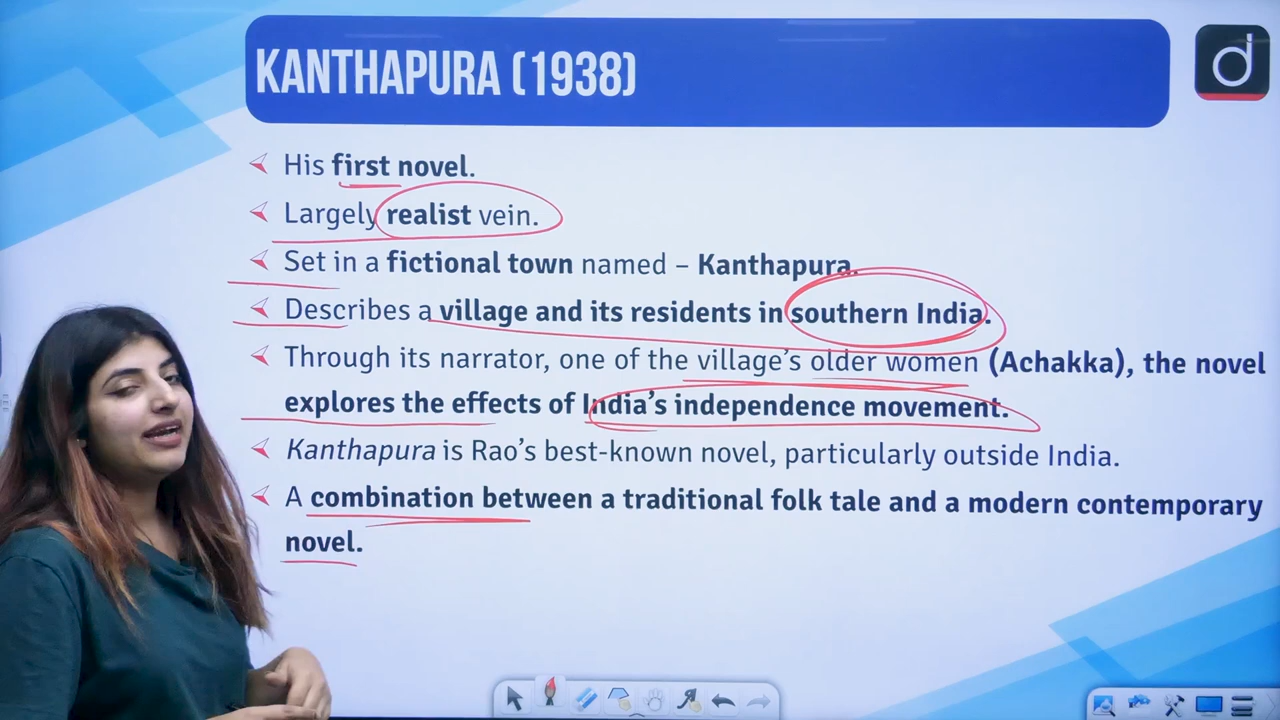 KANTHAPURA (1938)
d
His first novel.
Largely realist vein.
Set in a fictional town named – Kanthapura.
Describes a village and its residents in southern India.
Through its narrator, one of the village's older women (Achakka), the novel
explores the effects of India's independence movement.
Kanthapura is Rao's best-known novel, particularly outside India.
A combination between a traditional folk tale and a modern contemporary
novel.